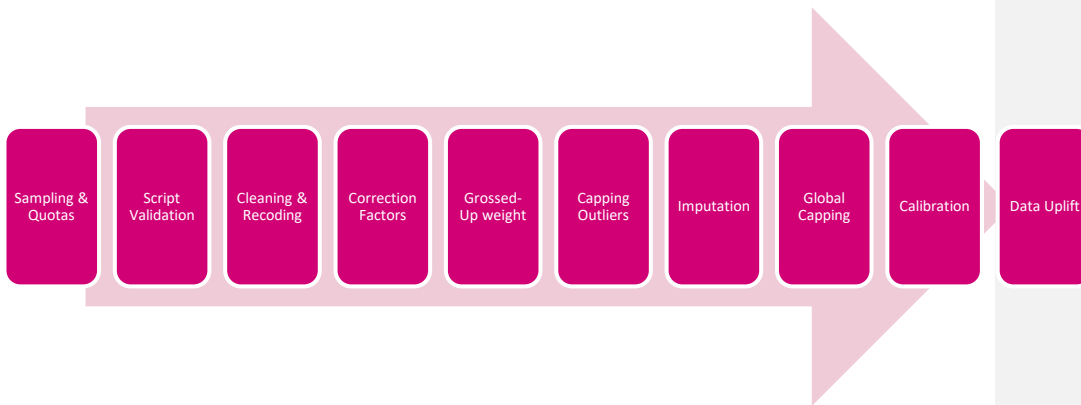 Sampling &
Quotas
Script
Validation
Cleaning &
Recoding
Correction
Factors
Grossed-
Up weight
Capping
Outliers
Imputation
Global
Capping
Calibration
Data Uplift